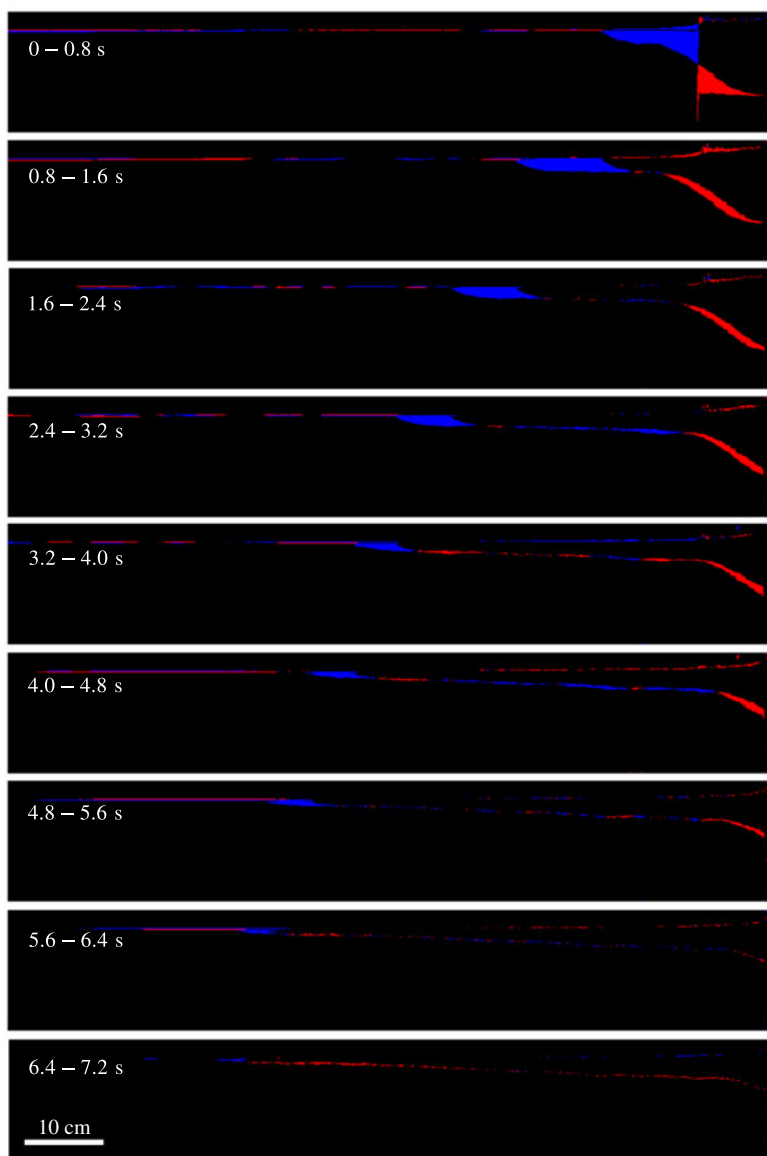 0 – 0.8 s
0.8 – 1.6 s
1.6 – 2.4 s
2.4 – 3.2 s
3.2 – 4.0 s
4.0 – 4.8 s
4.8 – 5.6 s
5.6 – 6.4 s
6.4 – 7.2 s
10 cm